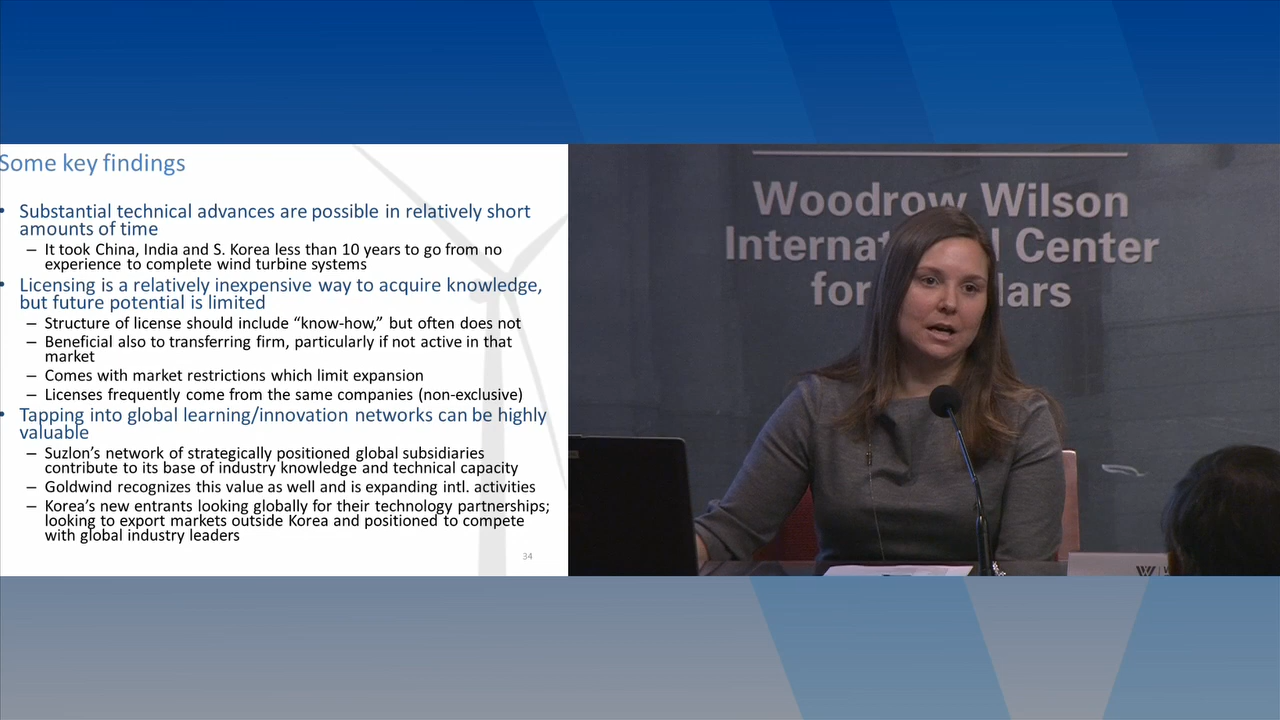 Some key findings
• Substantial technical advances are possible in relatively short
amounts of time
– It took China, India and S. Korea less than 10 years to go from no
experience to complete wind turbine systems
• Licensing is a relatively inexpensive way to acquire knowledge,
but future potential is limited
– Structure of license should include “know-how,” but often does not
– Beneficial also to transferring firm, particularly if not active in that
market
– Comes with market restrictions which limit expansion
– Licenses frequently come from the same companies (non-exclusive)
• Tapping into global learning/innovation networks can be highly
valuable
– Suzlon’s network of strategically positioned global subsidiaries
contribute to its base of industry knowledge and technical capacity
– Goldwind recognizes this value as well and is expanding intl. activities
– Korea’s new entrants looking globally for their technology partnerships;
looking to export markets outside Korea and positioned to compete
with global industry leaders
34
Woodrow Wilson
Center
for